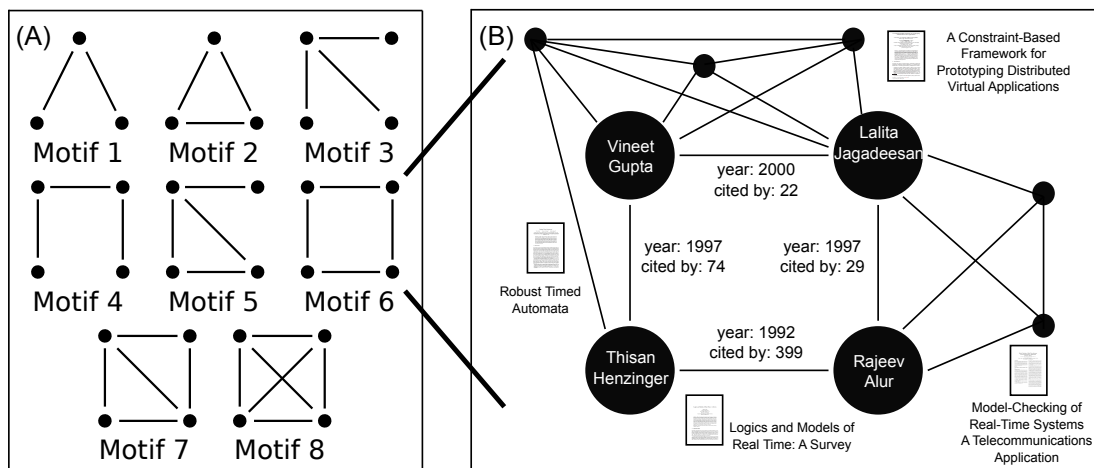 (A)
Motif 1
Motif 2
Motif 3
Motif 4
Motif 5
Motif 6
Motif 7
Motif 8
(B)
A Constraint-Based
Framework for
Prototyping Distributed
Virtual Applications
Vineet
Gupta
Lalita
Jagadeesan
year: 2000
cited by: 22
year: 1997
cited by: 74
year: 1997
cited by: 29
Robust Timed
Automata
year: 1992
cited by: 399
Thisan
Henzinger
Rajeev
Alur
Logics and Models of
Real Time: A Survey
Model-Checking of
Real-Time Systems
A Telecommunications
Application